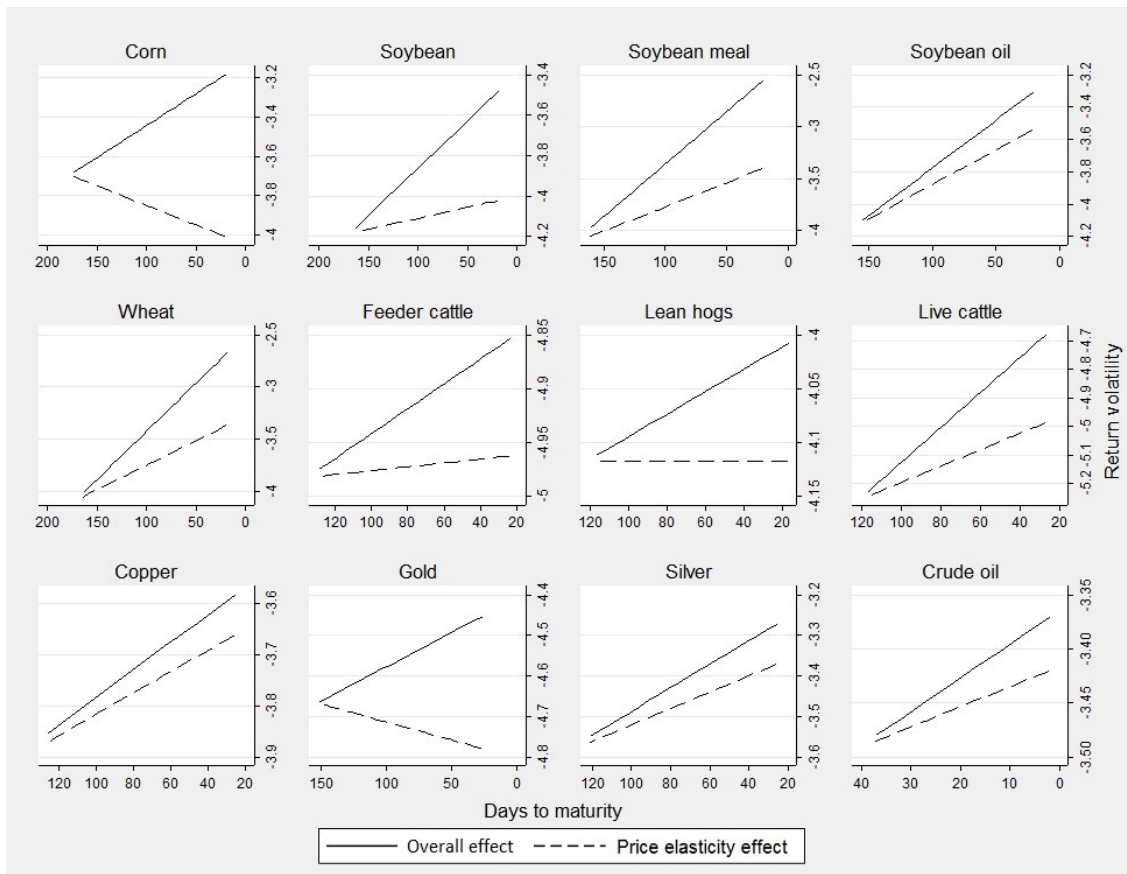 Corn
Soybean
Soybean meal
Soybean oil
-3.2
-3.4
-3.6
-3.8
-4
200 150 100 50 0
-3.4
-3.6
-3.8
-4
-4.2
200 150 100 50 0
-2.5
-3
-3.5
-4
150 100 50 0
-3.2
-3.4
-3.6
-3.8
-4
-4.2
150 100 50 0
Wheat
Feeder cattle
Lean hogs
Live cattle
-2.5
-3
-3.5
-4
200 150 100 50 0
-4.85
-4.9
-4.95
-5
120 100 80 60 40 20
-4
-4.05
-4.1
-4.15
120 100 80 60 40 20
-4.7
-4.8
-4.9
-5
-5.1
-5.2
120 100 80 60 40 20
Return volatility
Copper
Gold
Silver
Crude oil
-3.6
-3.7
-3.8
-3.9
120 100 80 60 40 20
-4.4
-4.5
-4.6
-4.7
-4.8
150 100 50 0
-3.2
-3.3
-3.4
-3.5
-3.6
120 100 80 60 40 20
-3.35
-3.40
-3.45
-3.50
40 30 20 10 0
Days to maturity
Overall effect
Price elasticity effect